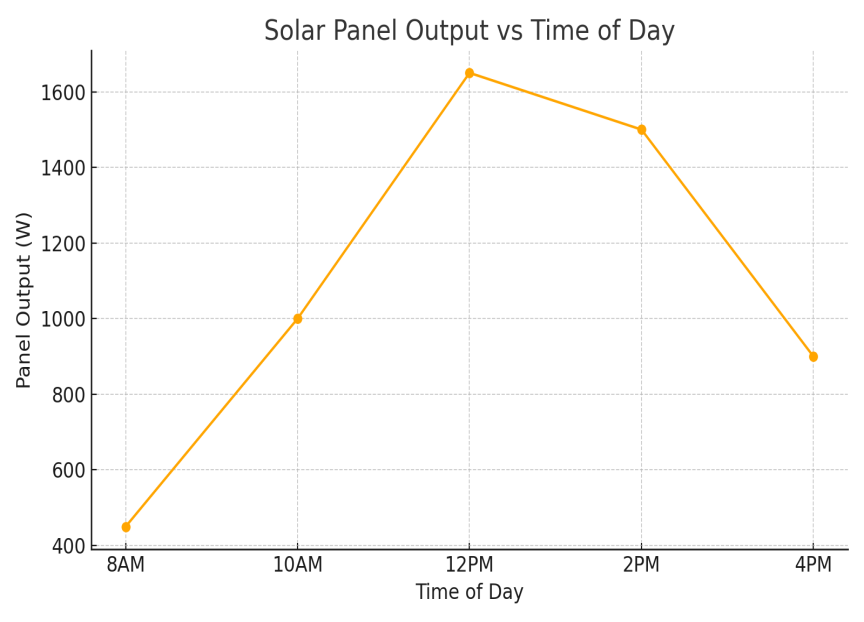 Solar Panel Output vs Time of Day
Panel Output (W)
1600
1400
1200
1000
800
600
400
8AM 10AM 12PM 2PM 4PM
Time of Day